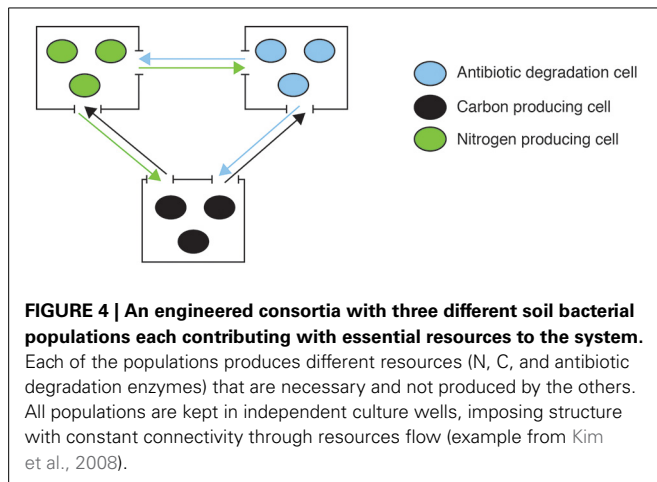 Antibiotic degradation cell
Carbon producing cell
Nitrogen producing cell
FIGURE 4 | An engineered consortia with three different soil bacterial
populations each contributing with essential resources to the system.
Each of the populations produces different resources (N, C, and antibiotic
degradation enzymes) that are necessary and not produced by the others.
All populations are kept in independent culture wells, imposing structure
with constant connectivity through resources flow (example from Kim
et al., 2008).